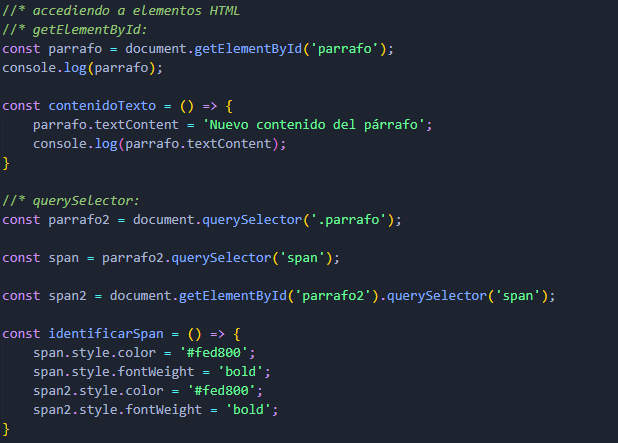 //* accediendo a elementos HTML
//* getElementById:
const parrafo = document.getElementById('parrafo');
console.log(parrafo);

const contenidoTexto = () => {
    parrafo.textContent = 'Nuevo contenido del párrafo';
    console.log(parrafo.textContent);
}

//* querySelector:
const parrafo2 = document.querySelector('.parrafo');

const span = parrafo2.querySelector('span');

const span2 = document.getElementById('parrafo2').querySelector('span');

const identificarSpan = () => {
    span.style.color = '#fed800';
    span.style.fontWeight = 'bold';
    span2.style.color = '#fed800';
    span2.style.fontWeight = 'bold';
}